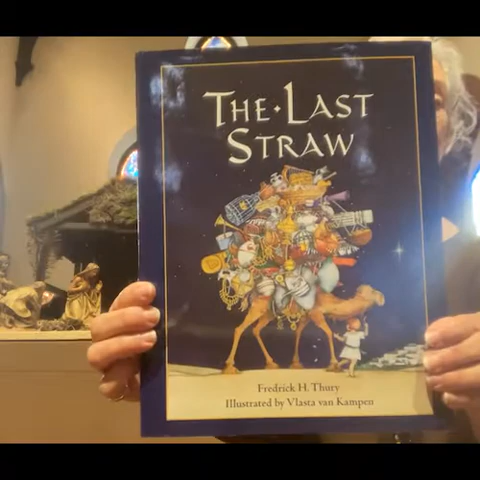 THE·LAST
STRAW
Fredrick H. Thury
Illustrated by Vlasta van Kampen